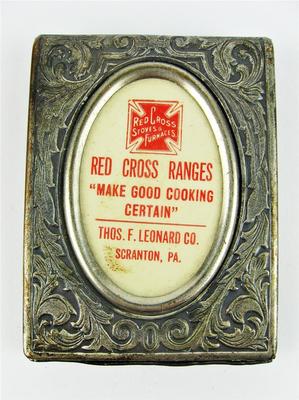 RED CROSS
STOVES &
FURNACES.
RED CROSS RANGES
"MAKE GOOD COOKING
CERTAIN"
THOS. F. LEONARD CO.
SCRANTON, PA.